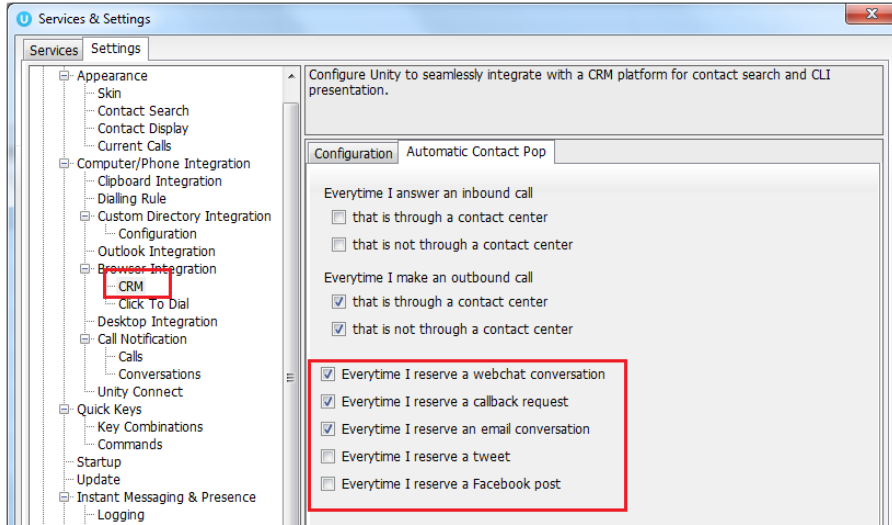 Services & Settings
Services
Settings
Appearance
Skin
Contact Search
Contact Display
Current Calls
Computer/Phone Integration
Clipboard Integration
Dialling Rule
Custom Directory Integration
Configuration
Outlook Integration
Browser Integration
CRM
Click To Dial
Desktop Integration
Call Notification
Calls
Conversations
Unity Connect
Quick Keys
Key Combinations
Commands
Startup
Update
Instant Messaging & Presence
Logging
Configure Unity to seamlessly integrate with a CRM platform for contact search and CLI
presentation.
Configuration
Automatic Contact Pop
Everytime I answer an inbound call
that is through a contact center
that is not through a contact center
Everytime I make an outbound call
that is through a contact center
that is not through a contact center
Everytime I reserve a webchat conversation
Everytime I reserve a callback request
Everytime I reserve an email conversation
Everytime I reserve a tweet
Everytime I reserve a Facebook post